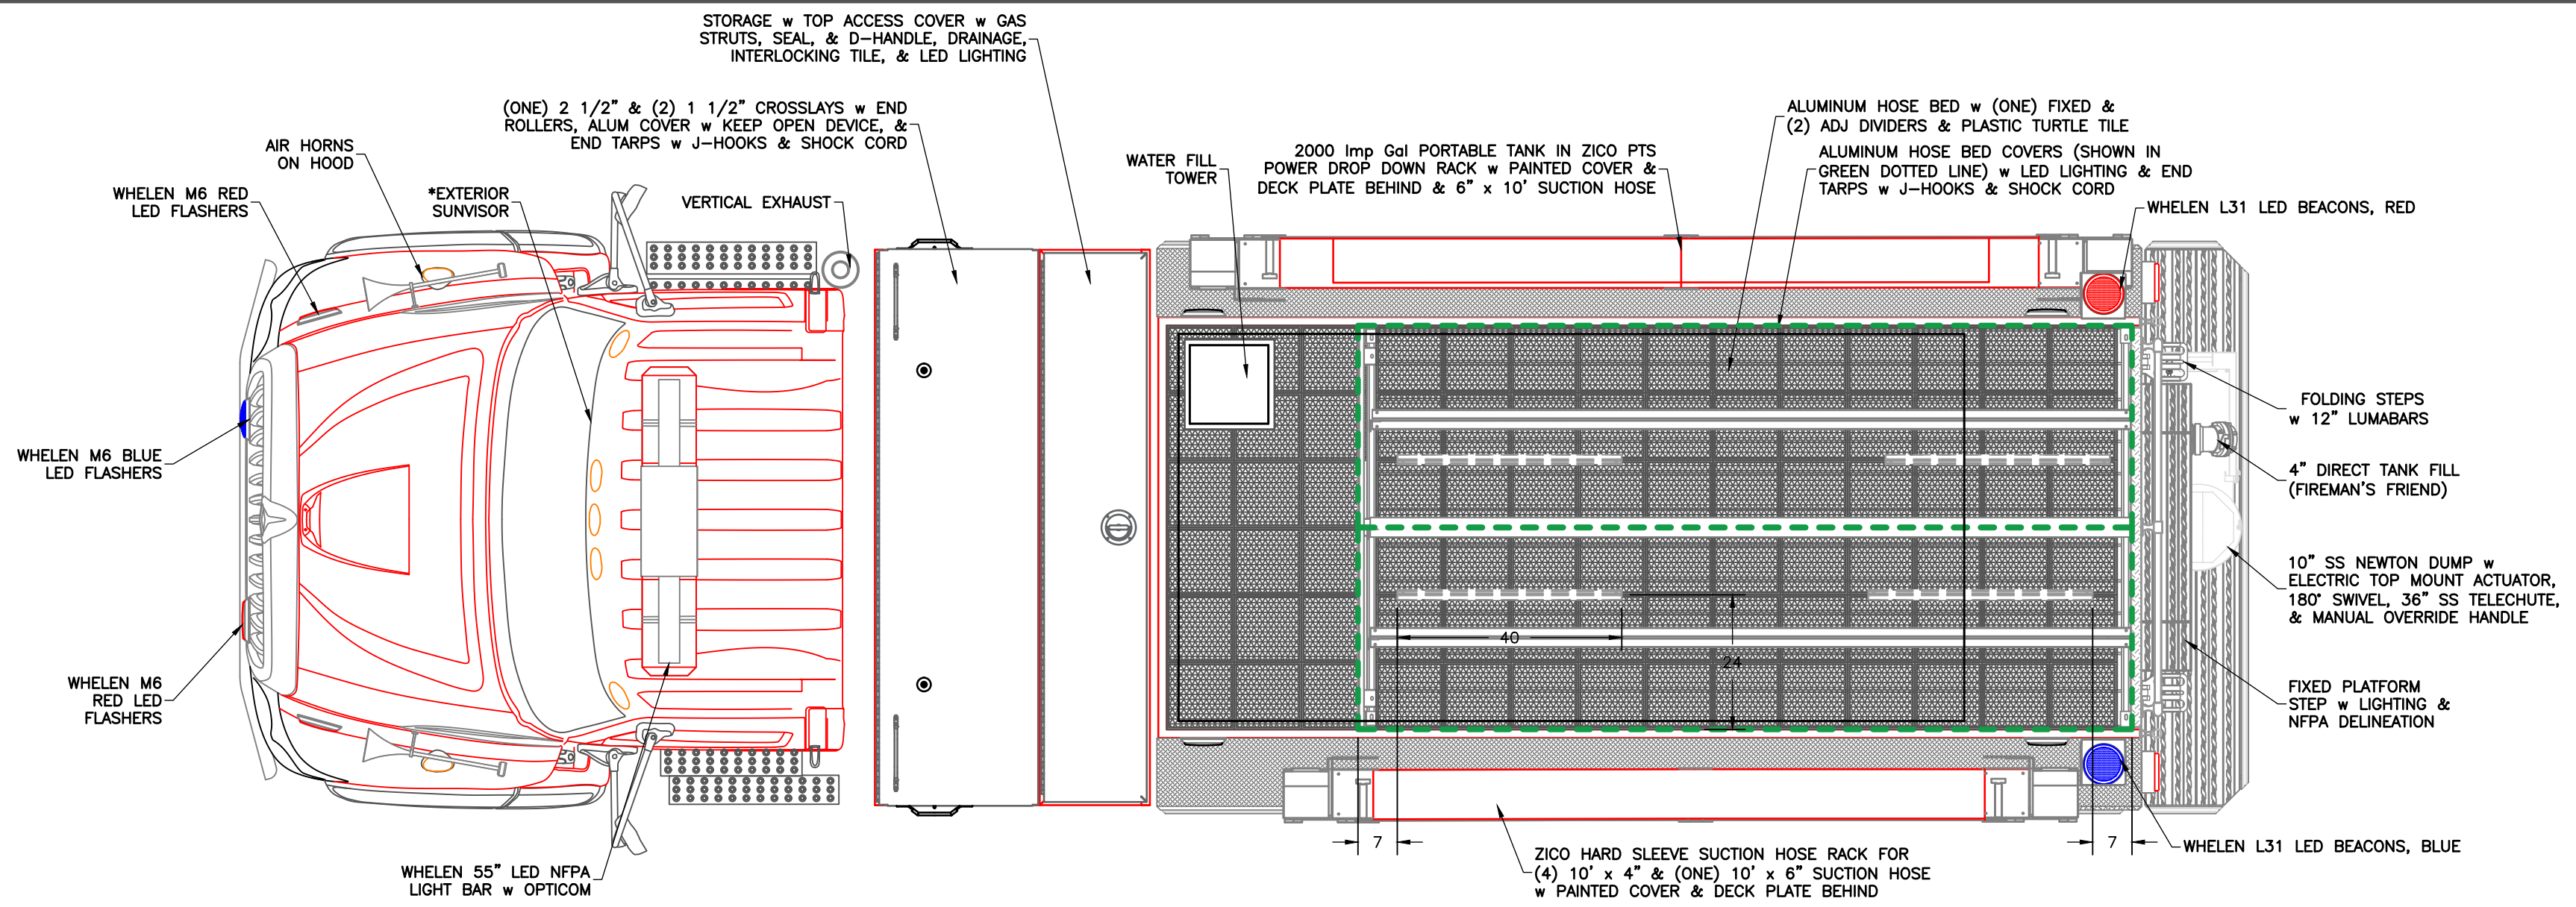 STORAGE w TOP ACCESS COVER w GAS
STRUTS, SEAL, & D-HANDLE, DRAINAGE,
INTERLOCKING TILE, & LED LIGHTING
(ONE) 2 1/2" & (2) 1 1/2" CROSSLAYS w END
ROLLERS, ALUM COVER w KEEP OPEN DEVICE, &
END TARPS w J-HOOKS & SHOCK CORD
AIR HORNS
ON HOOD
WHELEN M6 RED
LED FLASHERS
*EXTERIOR
SUNVISOR
VERTICAL EXHAUST
WATER FILL
TOWER
2000 Imp Gal PORTABLE TANK IN ZICO PTS
POWER DROP DOWN RACK w PAINTED COVER &
DECK PLATE BEHIND & 6" x 10' SUCTION HOSE
ALUMINUM HOSE BED w (ONE) FIXED &
(2) ADJ DIVIDERS & PLASTIC TURTLE TILE
ALUMINUM HOSE BED COVERS (SHOWN IN
GREEN DOTTED LINE) w LED LIGHTING & END
TARPS w J-HOOKS & SHOCK CORD
WHELEN L31 LED BEACONS, RED
FOLDING STEPS
w 12" LUMABARS
4" DIRECT TANK FILL
(FIREMAN'S FRIEND)
10" SS NEWTON DUMP w
ELECTRIC TOP MOUNT ACTUATOR,
180° SWIVEL, 36" SS TELECHUTE,
& MANUAL OVERRIDE HANDLE
FIXED PLATFORM
STEP w LIGHTING &
NFPA DELINEATION
WHELEN M6 BLUE
LED FLASHERS
WHELEN M6
RED LED
FLASHERS
40
24
7
7
WHELEN 55" LED NFPA
LIGHT BAR w OPTICOM
ZICO HARD SLEEVE SUCTION HOSE RACK FOR
(4) 10' x 4" & (ONE) 10' x 6" SUCTION HOSE
w PAINTED COVER & DECK PLATE BEHIND
WHELEN L31 LED BEACONS, BLUE